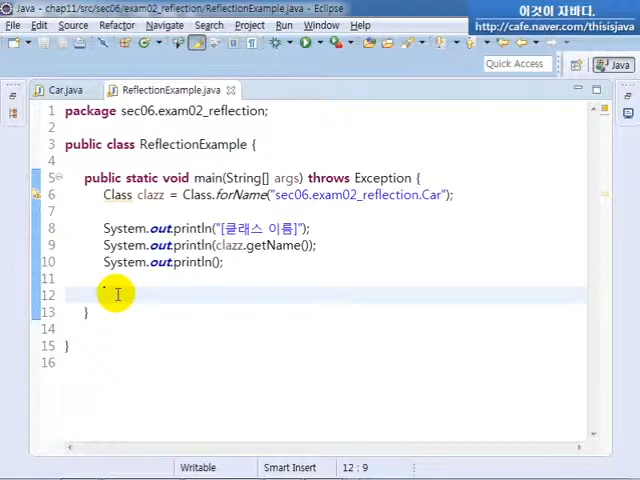 Java - chap11/src/sec06/exam02_reflection/ReflectionExample.java - Eclipse
이것이 자바다.
http://cafe.naver.com/thisisjava
File Edit Source Refactor Navigate Search Project Run Window Help
Quick Access
Java
Car.java
ReflectionExample.java
1 package sec06.exam02_reflection;
2
3 public class ReflectionExample {
4
5 public static void main(String[] args) throws Exception {
6 Class clazz = Class.forName("sec06.exam02_reflection.Car");
7
8 System.out.println("[클래스 이름]");
9 System.out.println(clazz.getName());
10 System.out.println();
11
12
13 }
14
15 }
16
Writable
Smart Insert
12 : 9